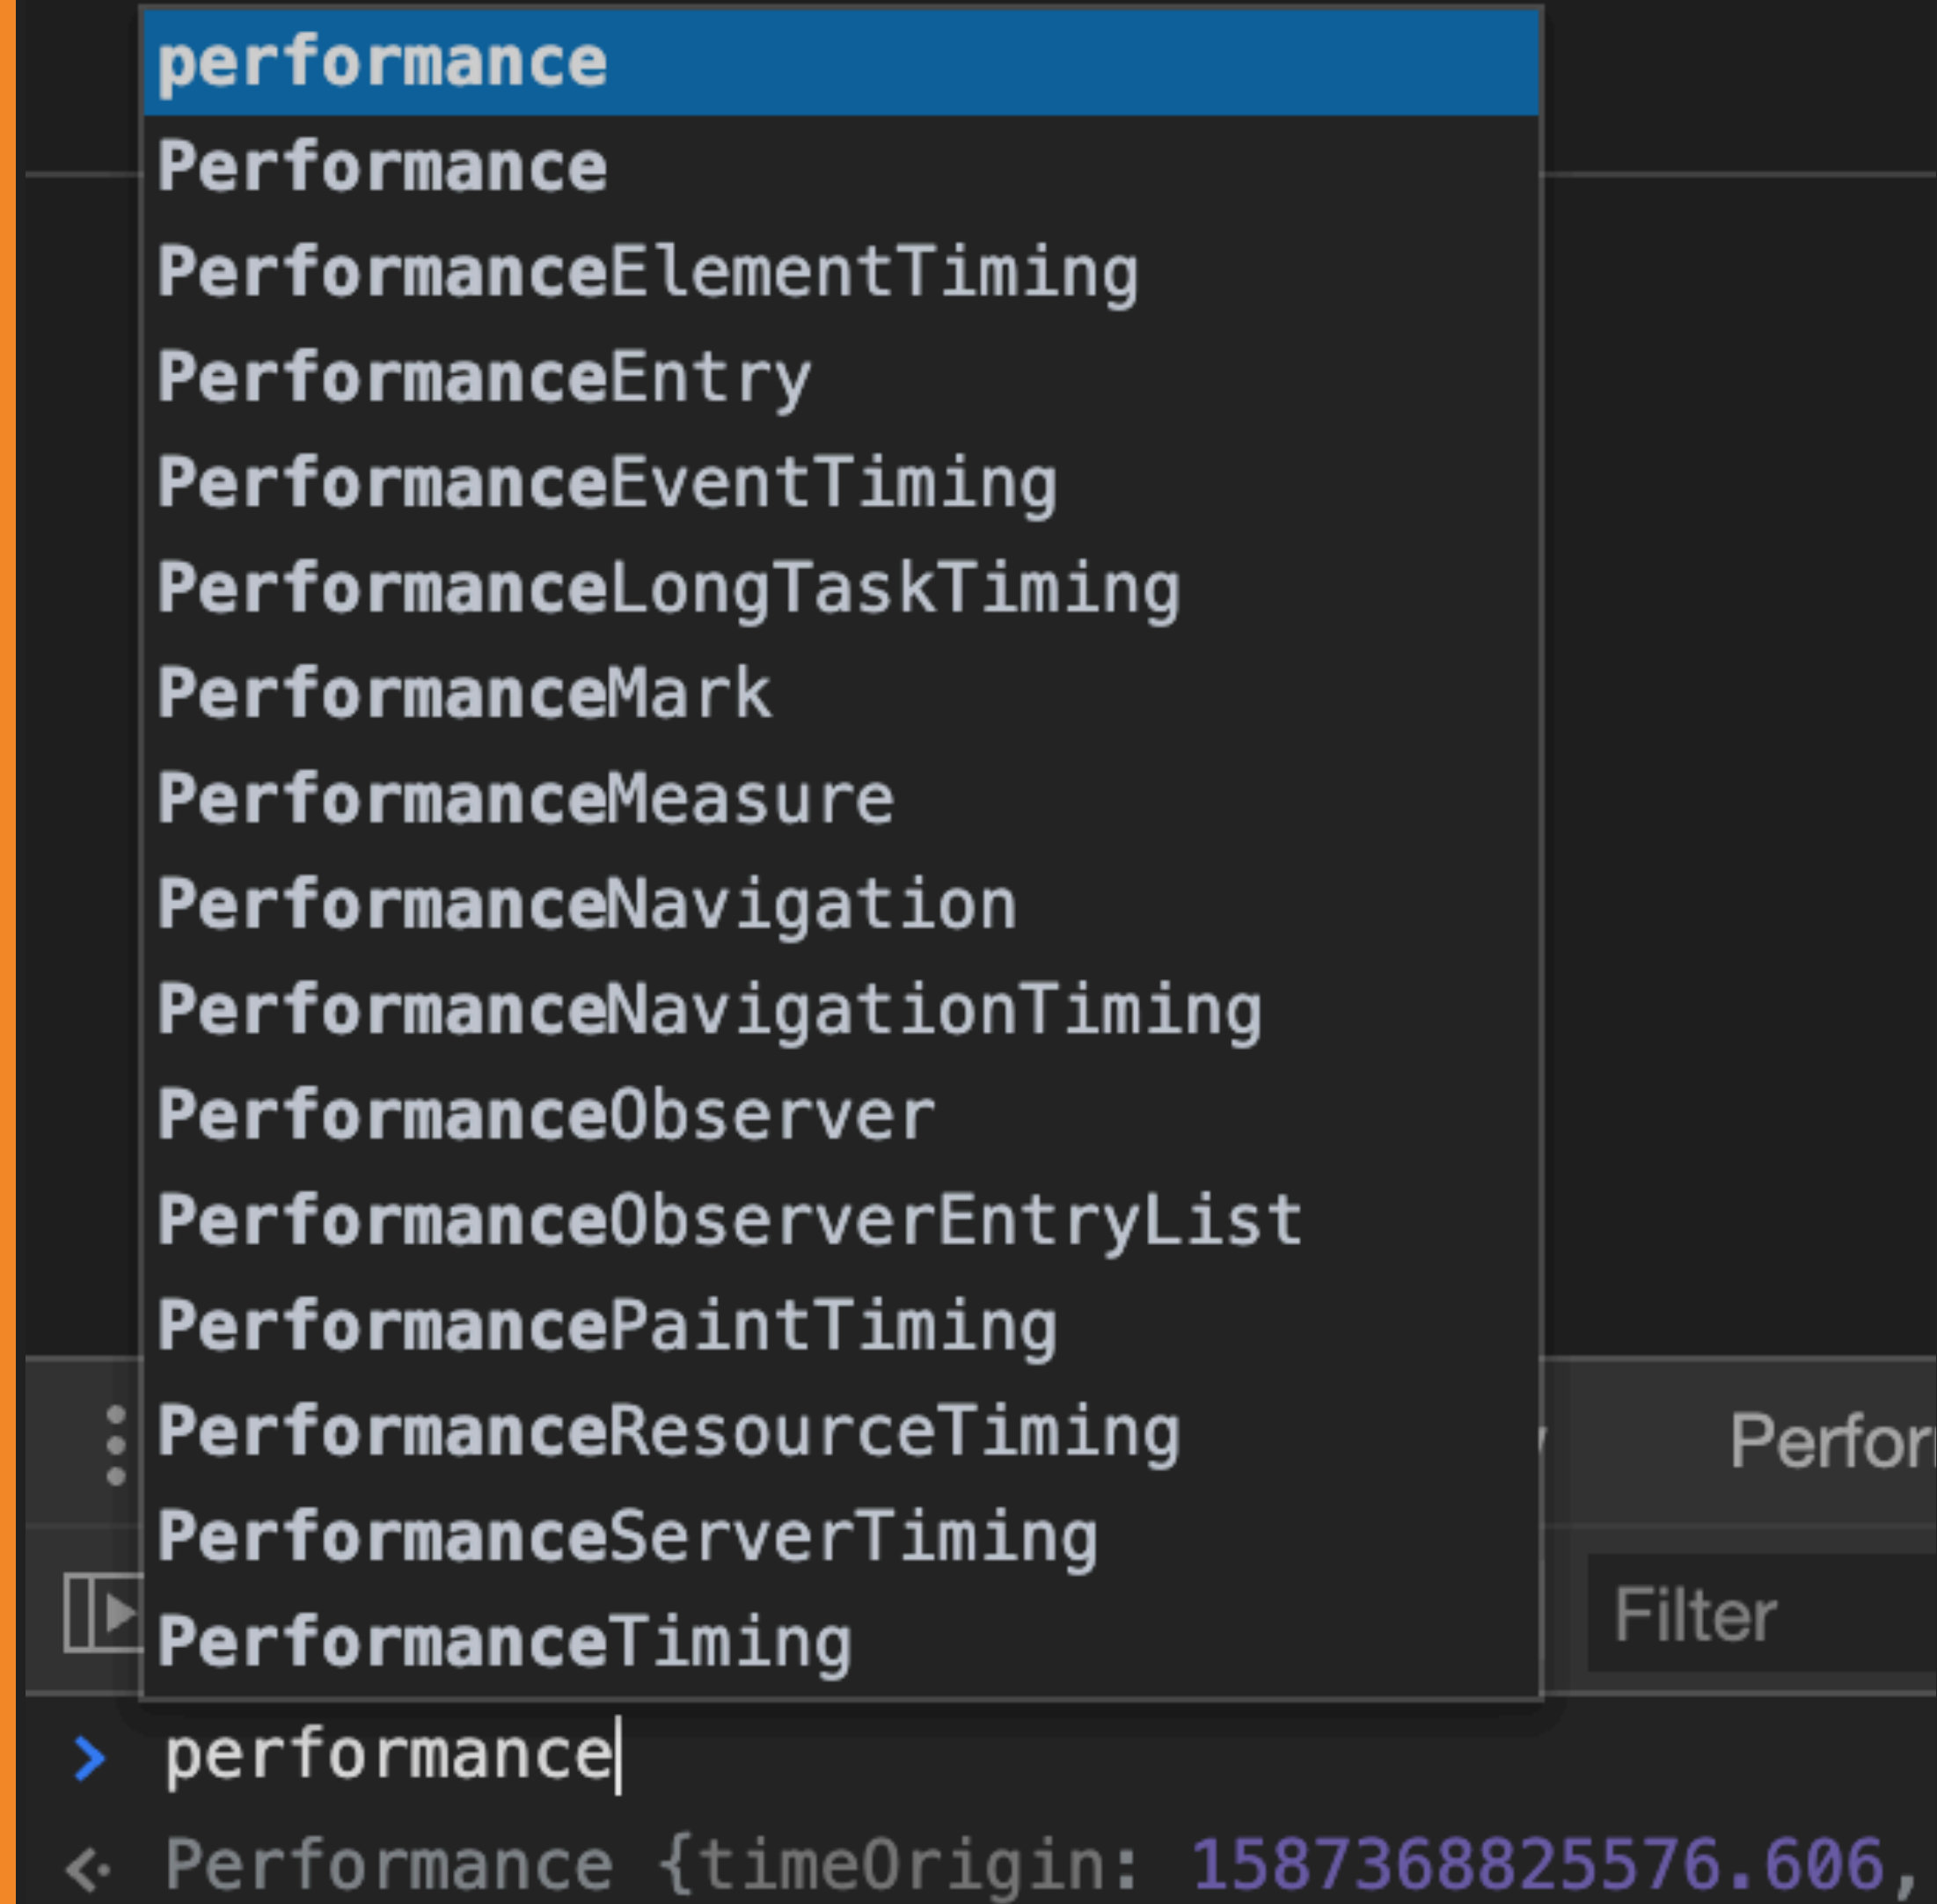 performance
Performance
PerformanceElementTiming
PerformanceEntry
PerformanceEventTiming
PerformanceLongTaskTiming
PerformanceMark
PerformanceMeasure
PerformanceNavigation
PerformanceNavigationTiming
PerformanceObserver
PerformanceObserverEntryList
PerformancePaintTiming
PerformanceResourceTiming
Perfor
PerformanceServerTiming
Filter
PerformanceTiming
> performance
Performance {timeOrigin: 1587368825576.606,